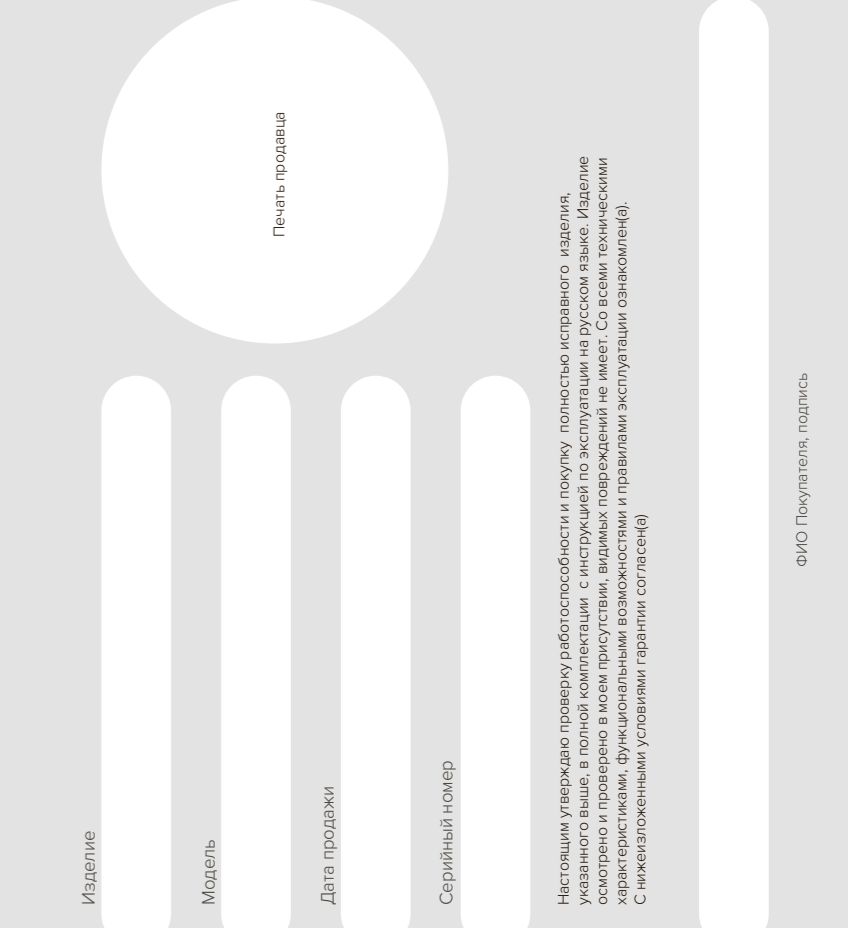 Изделие
Модель
Дата продажи
Серийный номер
Печать продавца
Настоящим утверждаю проверку работоспособности и покупку полностью исправного изделия,
указанного выше, в полной комплектации с инструкцией по эксплуатации на русском языке. Изделие
осмотрено и проверено в моем присутствии, видимых повреждений не имеет. Со всеми техническими
характеристиками, функциональными возможностями и правилами эксплуатации ознакомлен(а).
С нижеизложенными условиями гарантии согласен(а)
ФИО Покупателя, подпись